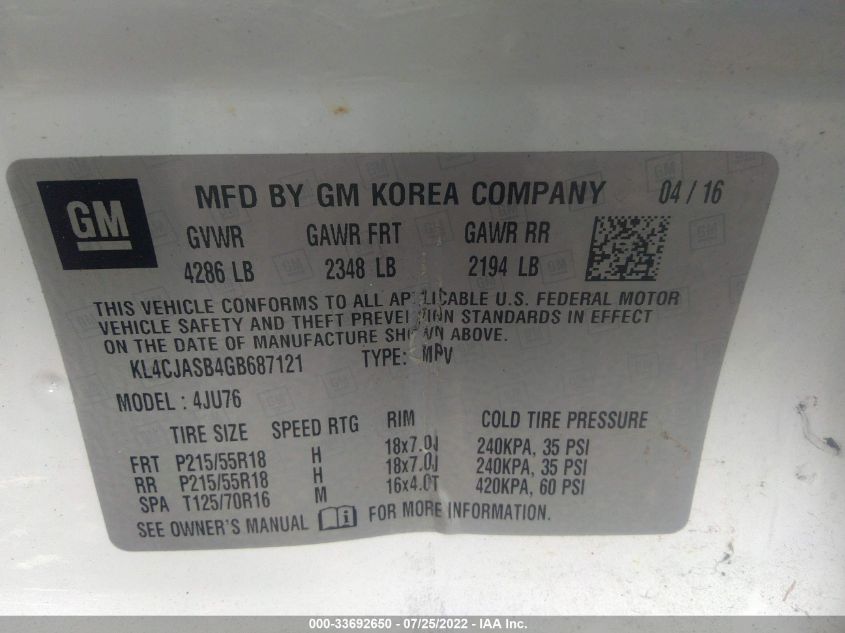 GM
MFD BY GM KOREA COMPANY 04 / 16
GVWR GAWR FRT GAWR RR
4286 LB 2348 LB 2194 LB
THIS VEHICLE CONFORMS TO ALL APPLICABLE U.S. FEDERAL MOTOR
VEHICLE SAFETY AND THEFT PREVENTION STANDARDS IN EFFECT
ON THE DATE OF MANUFACTURE SHOWN ABOVE.
KL4CJASB4GB687121 TYPE: MPV
MODEL : 4JU76
TIRE SIZE SPEED RTG RIM COLD TIRE PRESSURE
FRT P215/55R18 H 18x7.0J 240KPA, 35 PSI
RR P215/55R18 H 18x7.0J 240KPA, 35 PSI
SPA T125/70R16 M 16x4.0T 420KPA, 60 PSI
SEE OWNER'S MANUAL FOR MORE INFORMATION.
000-33692650 - 07/25/2022 - IAA Inc.